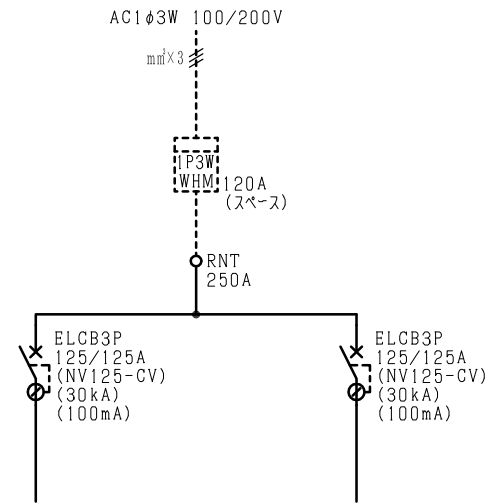 AC1φ3W 100/200V
mm²×3
1P3W
WHM
120A
(スペース)
RNT
250A
ELCB3P
125/125A
(NV125-CV)
(30kA)
(100mA)
ELCB3P
125/125A
(NV125-CV)
(30kA)
(100mA)